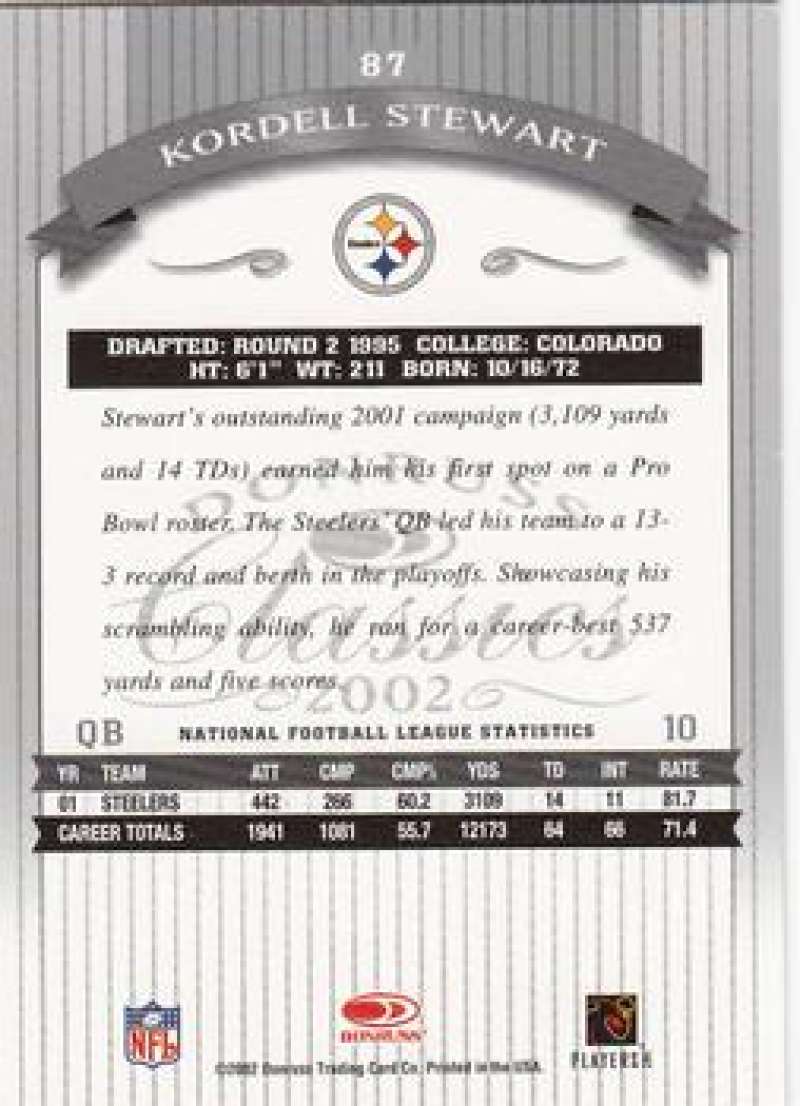 87
KORDELL STEWART
Steelers
DRAFTED: ROUND 2 1995 COLLEGE: COLORADO
HT: 6'1" WT: 211 BORN: 10/16/72
Stewart's outstanding 2001 campaign (3,109 yards
and 14 TDs) earned him his first spot on a Pro
Bowl roster. The Steelers' QB led his team to a 13-
3 record and berth in the playoffs. Showcasing his
scrambling ability, he ran for a career-best 537
yards and five scores.
DONRUSS
Classics
2002
QB NATIONAL FOOTBALL LEAGUE STATISTICS 10
YR TEAM ATT CMP CMP% YDS TD INT RATE
01 STEELERS 442 266 60.2 3109 14 11 81.7
CAREER TOTALS 1941 1081 55.7 12173 64 66 71.4
NFL
DONRUSS
PLAYERS
©2002 Donruss Trading Card Co. Printed in the USA